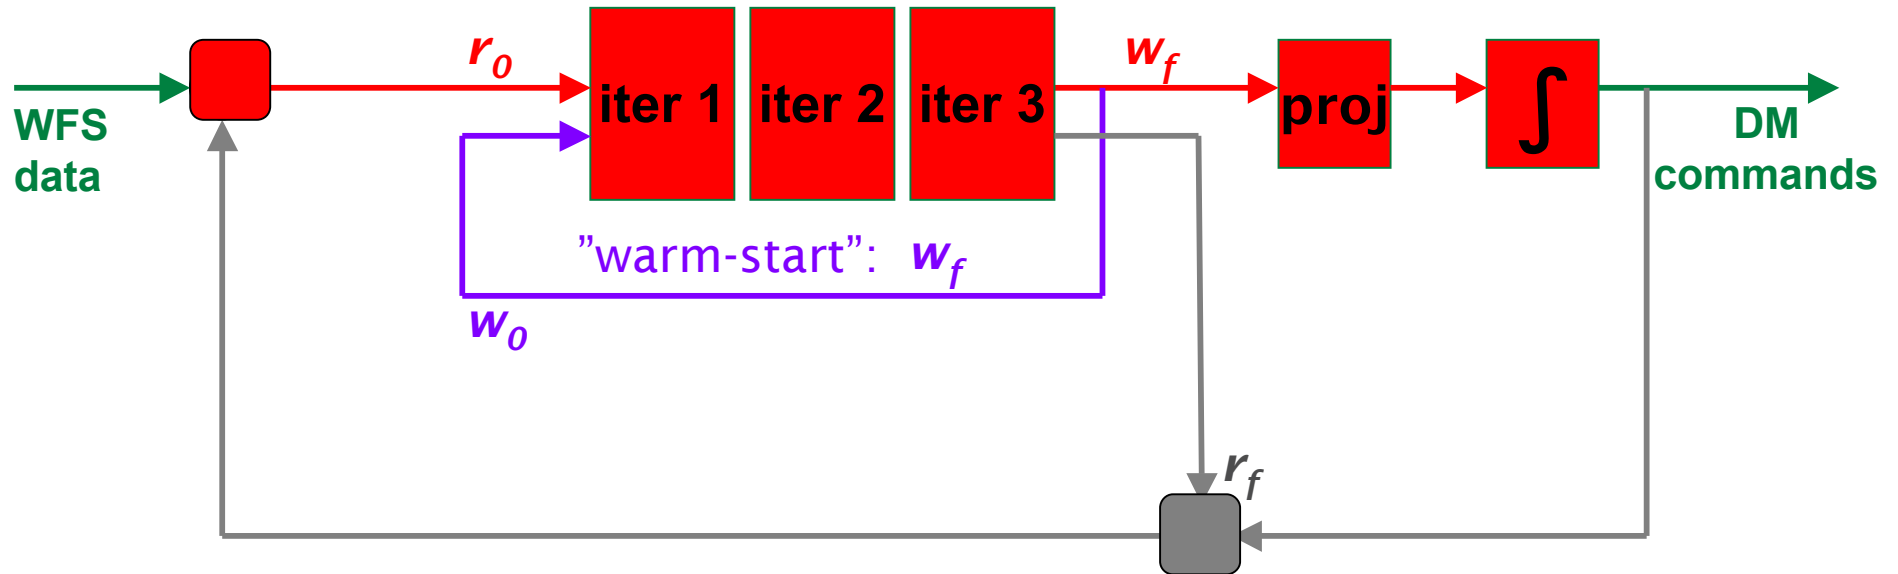 r0
wf
WFS
data
iter 1
iter 2
iter 3
proj
∫
DM
commands
”warm-start”: wf
w0
rf